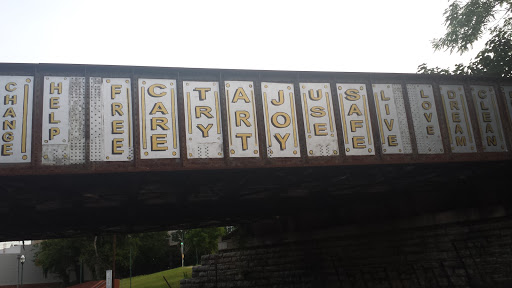 CHANGE
HELP
FREE
CARE
TRY
ART
JOY
USE
SAFE
LIVE
LOVE
DREAM
CLEAN